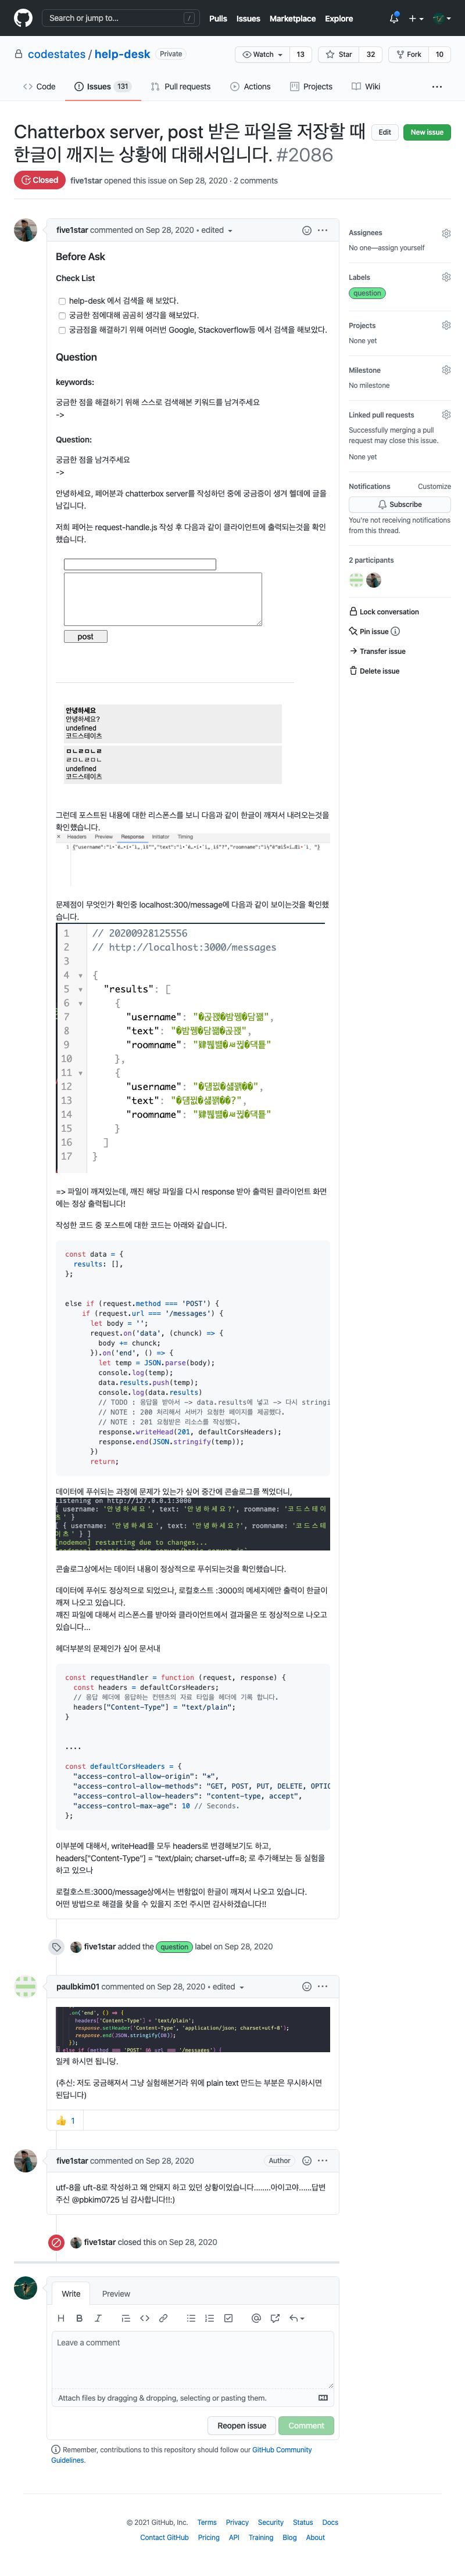 Search or jump to...
/
Pulls Issues Marketplace Explore
codestates / help-desk Private
Watch 13 Star 32 Fork 10
Code Issues 131 Pull requests Actions Projects Wiki
Chatterbox server, post 받은 파일을 저장할 때
한글이 깨지는 상황에 대해서입니다. #2086
Edit New issue
Closed five1star opened this issue on Sep 28, 2020 · 2 comments
five1star commented on Sep 28, 2020 • edited
Before Ask
Check List
help-desk 에서 검색을 해 보았다.
궁금한 점에대해 곰곰히 생각을 해보았다.
궁금점을 해결하기 위해 여러번 Google, Stackoverflow등 에서 검색을 해보았다.
Question
keywords:
궁금한 점을 해결하기 위해 스스로 검색해본 키워드를 남겨주세요
->
Question:
궁금한 점을 남겨주세요
->
안녕하세요, 페어분과 chatterbox server를 작성하던 중에 궁금증이 생겨 헬데에 글을
남깁니다.
저희 페어는 request-handle.js 작성 후 다음과 같이 클라이언트에 출력되는것을 확인
했습니다.
post
안녕하세요
안녕하세요?
undefined
코드스테이츠
ㅁㄴㄹㅁㄴㄹ
ㄹㅁㄴㄹㅁㄴ
undefined
코드스테이츠
그런데 포스트된 내용에 대한 리스폰스를 보니 다음과 같이 한글이 깨져서 내려오는것을
확인했습니다.
Headers Preview Response Initiator Timing
문제점이 무엇인가 확인중 localhost:300/message에 다음과 같이 보이는것을 확인했
습니다.
1 // 20200928125556
2 // http://localhost:3000/messages
3
4 {
5 "results": [
6 {
7 "username":
8 "text":
9 "roomname":
10 },
11 {
12 "username":
13 "text":
14 "roomname":
15 }
16 ]
17 }
=> 파일이 깨져있는데, 깨진 해당 파일을 다시 response 받아 출력된 클라이언트 화면
에는 정상 출력됩니다!
작성한 코드 중 포스트에 대한 코드는 아래와 같습니다.
const data = {
results: [],
};
else if (request.method === 'POST') {
if (request.url === '/messages') {
let body = '';
request.on('data', (chunck) => {
body += chunck;
}).on('end', () => {
let temp = JSON.parse(body);
console.log(temp);
data.results.push(temp);
console.log(data.results)
// TODO : 응답을 받아서 -> data.results에 넣고 -> 다시 stringi
// NOTE : 200 처리해서 서버가 요청한 페이지를 제공했다.
// NOTE : 201 요청받은 리소스를 작성했다.
response.writeHead(201, defaultCorsHeaders);
response.end(JSON.stringify(temp));
})
return;
데이터에 푸쉬되는 과정에 문제가 있는가 싶어 중간에 콘솔로그를 찍었더니,
Listening on http://127.0.0.1:3000
{ username: '안녕하세요', text: '안녕하세요?', roomname: '코드스테이
츠' }
[ { username: '안녕하세요', text: '안녕하세요?', roomname: '코드스테
이츠' } ]
[nodemon] restarting due to changes...
콘솔로그상에서는 데이터 내용이 정상적으로 푸쉬되는것을 확인했습니다.
데이터에 푸쉬도 정상적으로 되었으나, 로컬호스트 :3000의 메세지에만 출력이 한글이
깨져 나오고 있습니다.
깨진 파일에 대해서 리스폰스를 받아와 클라이언트에서 결과물은 또 정상적으로 나오고
있습니다...
헤더부분의 문제인가 싶어 문서내
const requestHandler = function (request, response) {
const headers = defaultCorsHeaders;
// 응답 헤더에 응답하는 컨텐츠의 자료 타입을 헤더에 기록 합니다.
headers["Content-Type"] = "text/plain";
}
....
const defaultCorsHeaders = {
"access-control-allow-origin": "*",
"access-control-allow-methods": "GET, POST, PUT, DELETE, OPTIC
"access-control-allow-headers": "content-type, accept",
"access-control-max-age": 10 // Seconds.
};
이부분에 대해서, writeHead를 모두 headers로 변경해보기도 하고,
headers["Content-Type"] = "text/plain; charset-uff=8; 로 추가해보는 등 실험을
하고 있으나
로컬호스트:3000/message상에서는 변함없이 한글이 깨져서 나오고 있습니다.
어떤 방법으로 해결을 찾을 수 있을지 조언 주시면 감사하겠습니다!!
five1star added the question label on Sep 28, 2020
paulbkim01 commented on Sep 28, 2020 • edited
.on('end', () => {
headers['Content-Type'] = 'text/plain';
response.setHeader('Content-Type', 'application/json; charset=utf-8');
response.end(JSON.stringify(DB));
});
else if (method === 'POST' && url === '/messages') {
일케 하시면 됩니당.
(추신: 저도 궁금해져서 그냥 실험해본거라 위에 plain text 만드는 부분은 무시하시면
된답니다)
👍 1
five1star commented on Sep 28, 2020 Author
utf-8을 uft-8로 작성하고 왜 안돼지 하고 있던 상황이었습니다........아이고야......답변
주신 @pbkim0725 님 감사합니다!!:)
five1star closed this on Sep 28, 2020
Write Preview
Leave a comment
Attach files by dragging & dropping, selecting or pasting them.
Reopen issue Comment
Remember, contributions to this repository should follow our GitHub Community
Guidelines.
Assignees
No one—assign yourself
Labels
question
Projects
None yet
Milestone
No milestone
Linked pull requests
Successfully merging a pull
request may close this issue.
None yet
Notifications Customize
Subscribe
You're not receiving notifications
from this thread.
2 participants
Lock conversation
Pin issue
Transfer issue
Delete issue
© 2021 GitHub, Inc. Terms Privacy Security Status Docs
Contact GitHub Pricing API Training Blog About